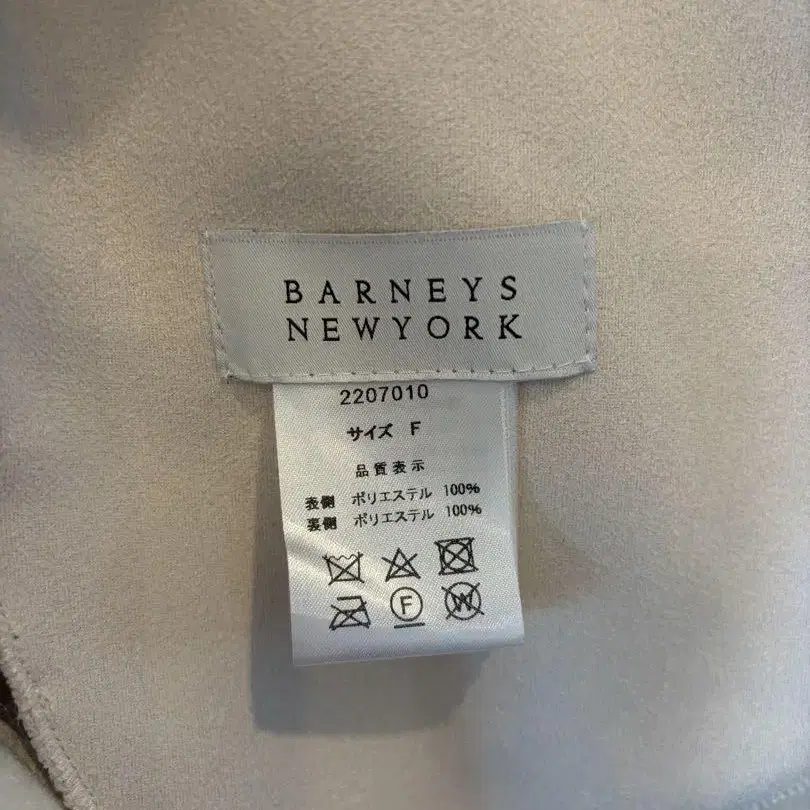 BARNEYS
NEWYORK
2207010
サイズ F
品質表示
表側 ポリエステル 100%
裏側 ポリエステル 100%
F W